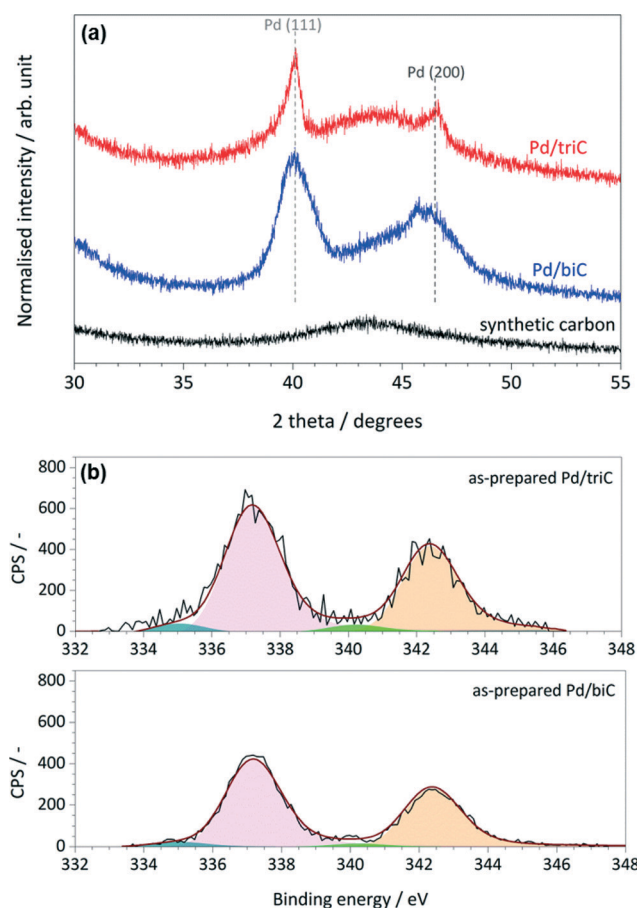 (a)
Pd (111)
Pd (200)
Pd/triC
Pd/biC
synthetic carbon
Normalised intensity / arb. unit
30 35 40 45 50 55
2 theta / degrees
(b)
as-prepared Pd/triC
800
600
400
200
0
CPS / -
332 334 336 338 340 342 344 346 348
as-prepared Pd/biC
800
600
400
200
0
CPS / -
332 334 336 338 340 342 344 346 348
Binding energy / eV